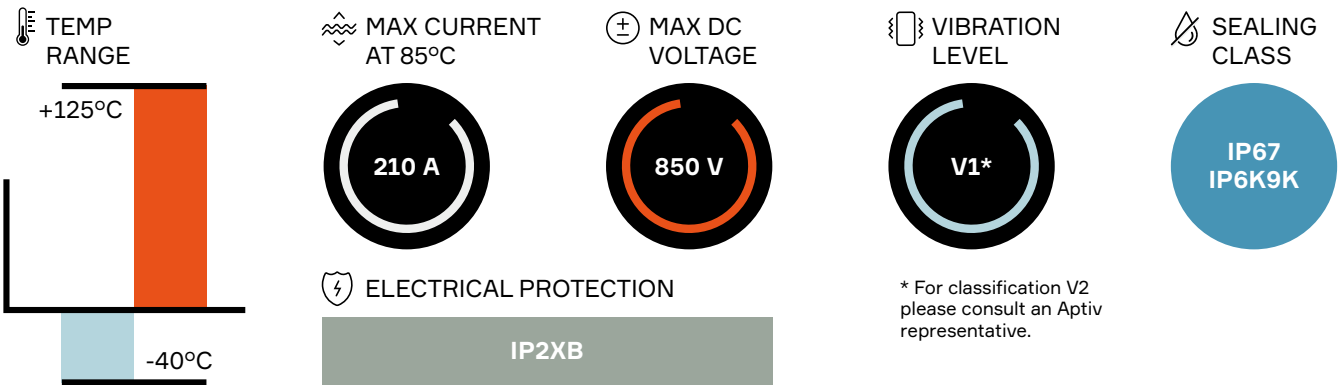 TEMP
RANGE
+125°C
-40°C
MAX CURRENT
AT 85°C
210 A
MAX DC
VOLTAGE
850 V
VIBRATION
LEVEL
V1*
SEALING
CLASS
IP67
IP6K9K
ELECTRICAL PROTECTION
IP2XB
* For classification V2
please consult an Aptiv
representative.